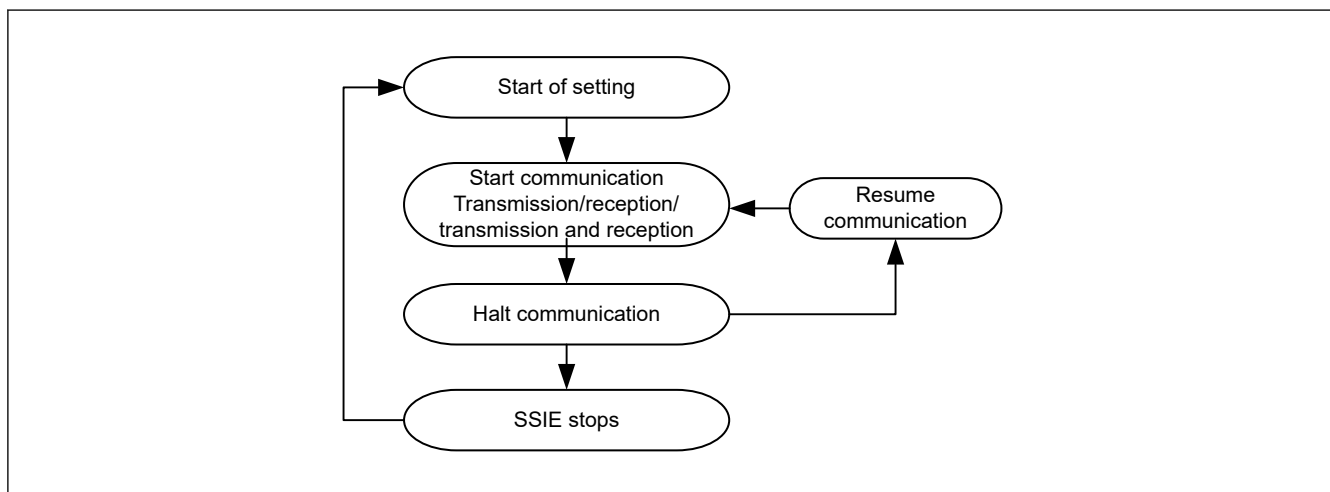 Start of setting
Start communication
Transmission/reception/
transmission and reception
Resume
communication
Halt communication
SSIE stops